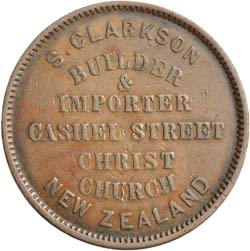 S. CLARKSON
BUILDER
&
IMPORTER
CASHEL STREET
CHRIST
CHURCH
NEW ZEALAND